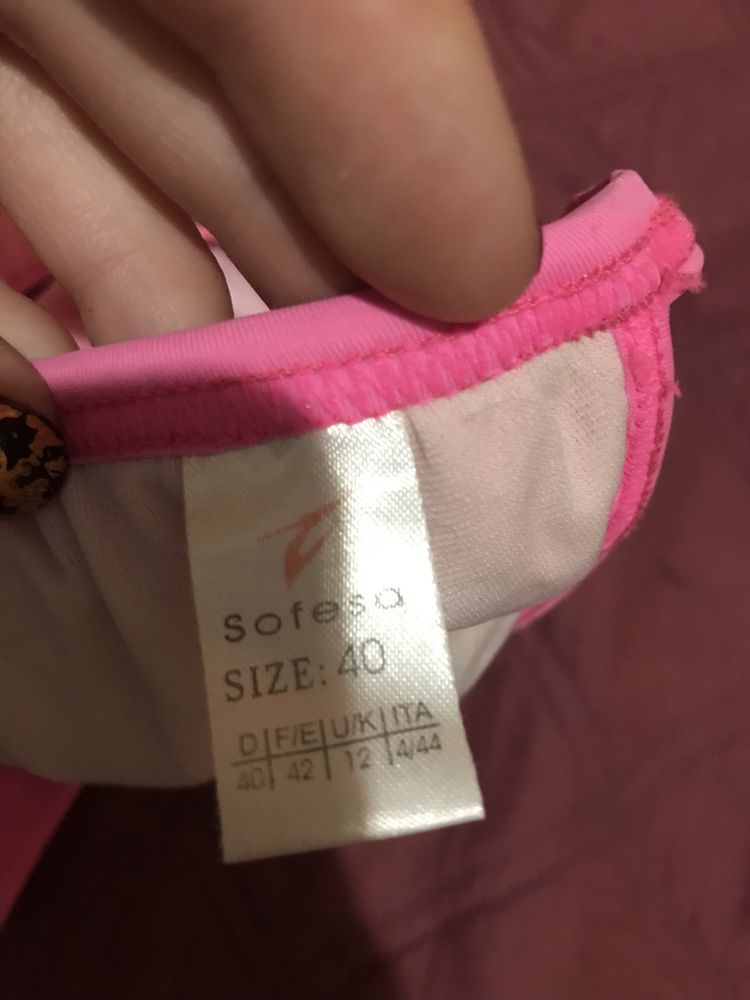 Sofesa
SIZE: 40
D F/E U/K ITA
40 42 12 4/44